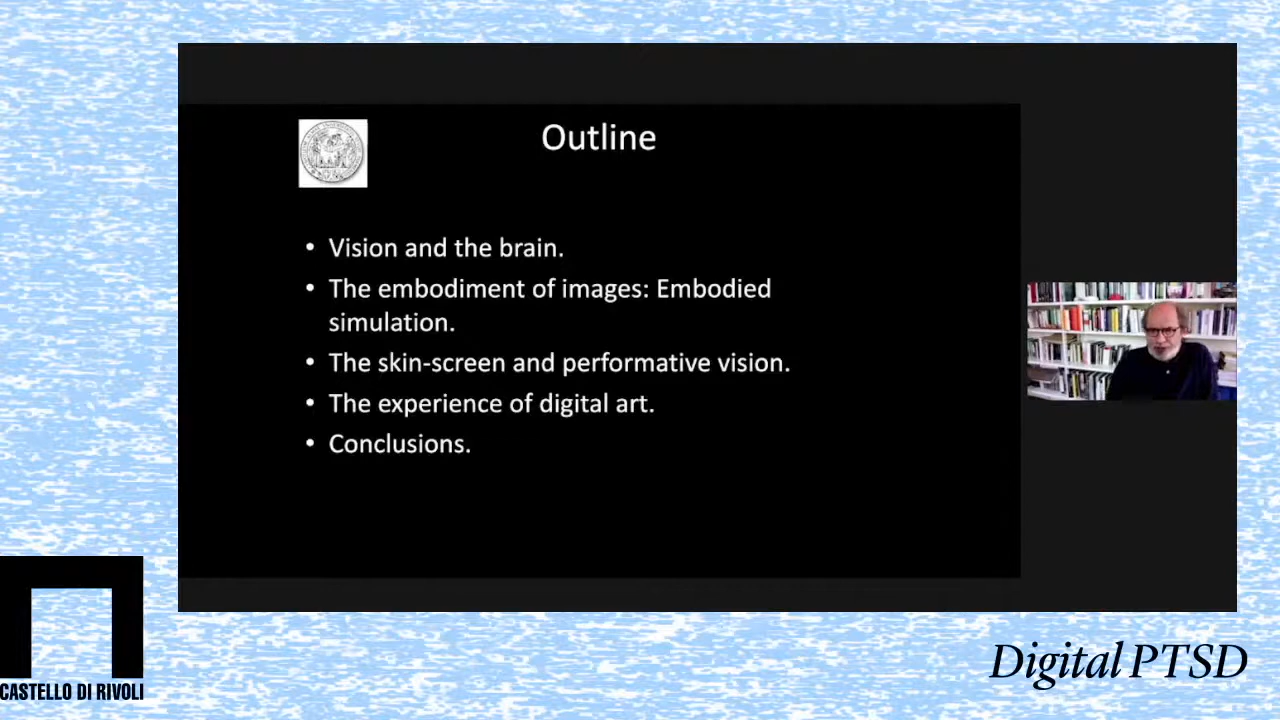 Outline
• Vision and the brain.
• The embodiment of images: Embodied
simulation.
• The skin-screen and performative vision.
• The experience of digital art.
• Conclusions.
CASTELLO DI RIVOLI
Digital PTSD